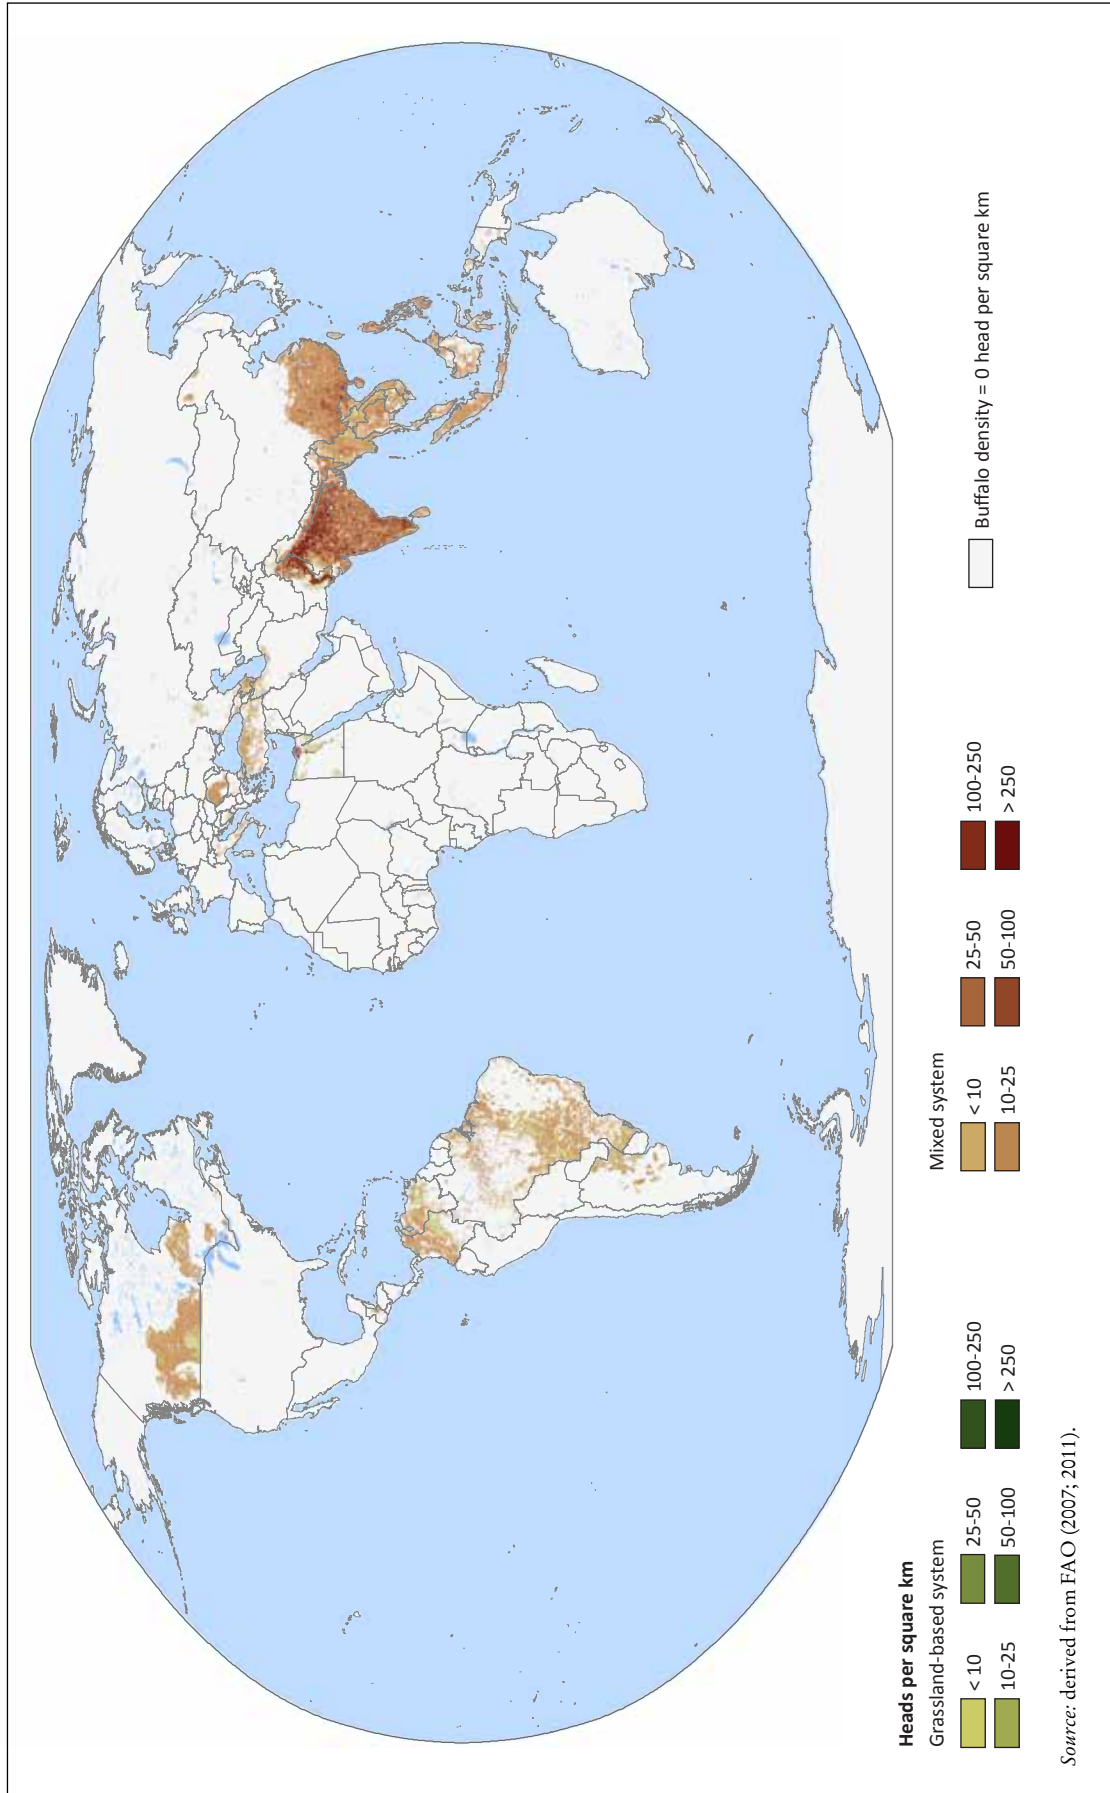 Heads per square km
Grassland-based system
< 10
25-50
100-250
10-25
50-100
> 250
Mixed system
< 10
25-50
100-250
10-25
50-100
> 250
Buffalo density = 0 head per square km
Source: derived from FAO (2007; 2011).